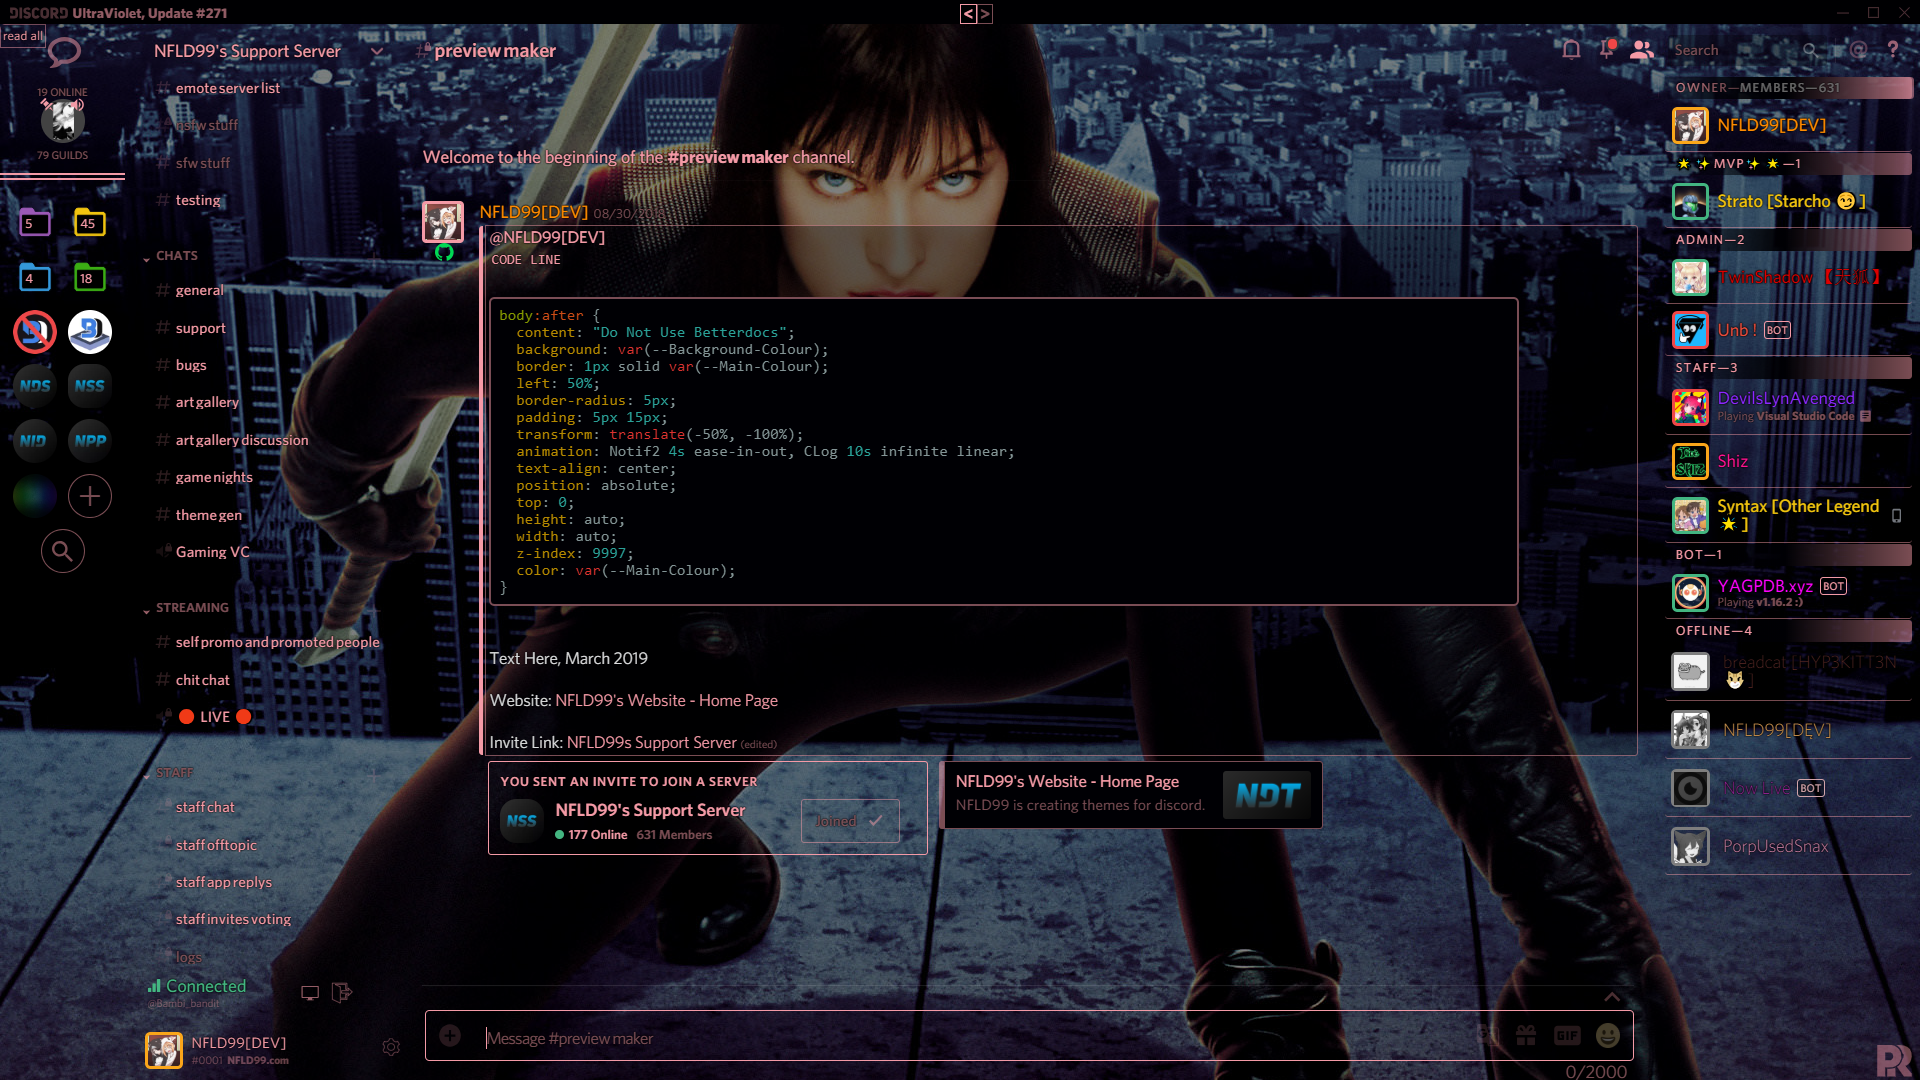 DISCORD UltraViolet, Update #271
< >
read all
19 ONLINE
79 GUILDS
5
45
4
18
NDS
NSS
NID
NPP
NFLD99's Support Server
emote server list
nsfw stuff
sfw stuff
testing
CHATS
general
support
bugs
art gallery
art gallery discussion
game nights
theme gen
Gaming VC
STREAMING
self promo and promoted people
chit chat
LIVE
STAFF
staff chat
staff offtopic
staff app replys
staff invites voting
logs
Connected
@Bambi_bandit
NFLD99[DEV]
#0001 NFLD99.com
#preview maker
Welcome to the beginning of the #preview maker channel.
NFLD99[DEV] 08/30/
@NFLD99[DEV]
CODE LINE
body:after {
content: "Do Not Use Betterdocs";
background: var(--Background-Colour);
border: 1px solid var(--Main-Colour);
left: 50%;
border-radius: 5px;
padding: 5px 15px;
transform: translate(-50%, -100%);
animation: Notif2 4s ease-in-out, CLog 10s infinite linear;
text-align: center;
position: absolute;
top: 0;
height: auto;
width: auto;
z-index: 9997;
color: var(--Main-Colour);
}
Text Here, March 2019
Website: NFLD99's Website - Home Page
Invite Link: NFLD99s Support Server (edited)
YOU SENT AN INVITE TO JOIN A SERVER
NSS
NFLD99's Support Server
177 Online 631 Members
Joined
NFLD99's Website - Home Page
NFLD99 is creating themes for discord.
NDT
Message #preview maker
GIF
0/2000
Search
OWNER—MEMBERS—631
NFLD99[DEV]
MVP —1
Strato [Starcho 😏 ]
ADMIN—2
TwinShadow
Unb ! BOT
STAFF—3
DevilsLynAvenged
Playing Visual Studio Code
The SHIZ
Shiz
Syntax [Other Legend
]
BOT—1
YAGPDB.xyz BOT
Playing v1.16.2 :)
OFFLINE—4
breadcat [HYP3KITT3N
]
NFLD99[DEV]
Now Live BOT
PorpUsedSnax